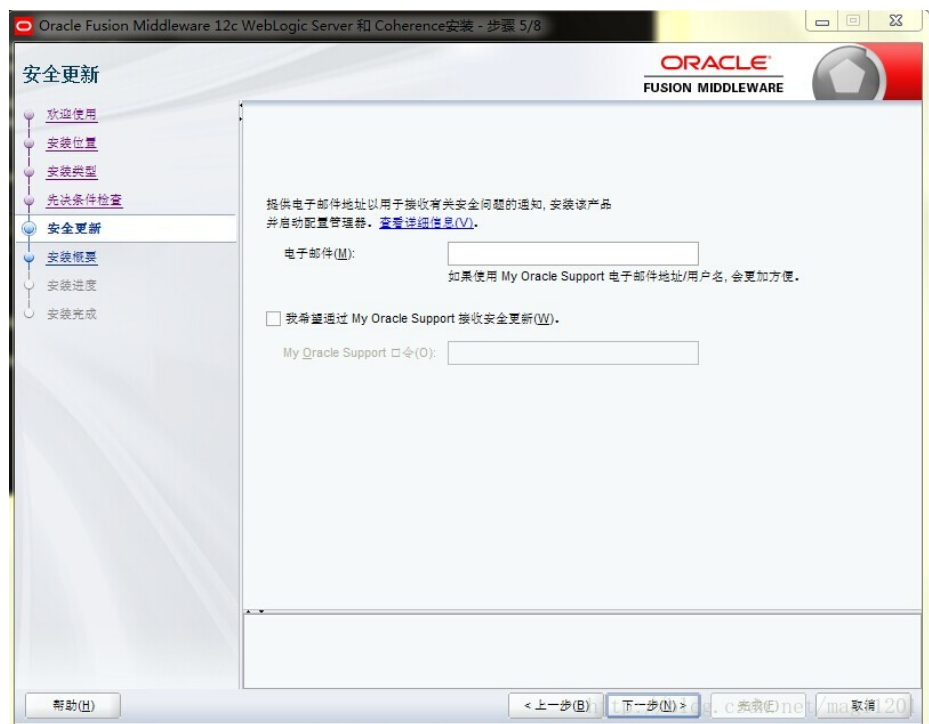 Oracle Fusion Middleware 12c WebLogic Server 和 Coherence安装 - 步骤 5/8
安全更新
ORACLE
FUSION MIDDLEWARE
欢迎使用
安装位置
安装类型
先决条件检查
安全更新
安装概要
安装进度
安装完成
提供电子邮件地址以用于接收有关安全问题的通知, 安装该产品
并启动配置管理器。查看详细信息(V)。
电子邮件(M):
如果使用 My Oracle Support 电子邮件地址/用户名, 会更加方便。
我希望通过 My Oracle Support 接收安全更新(W)。
My Oracle Support 口令(O):
帮助(H)
< 上一步(B)
下一步(N) >
完成(F)
取消